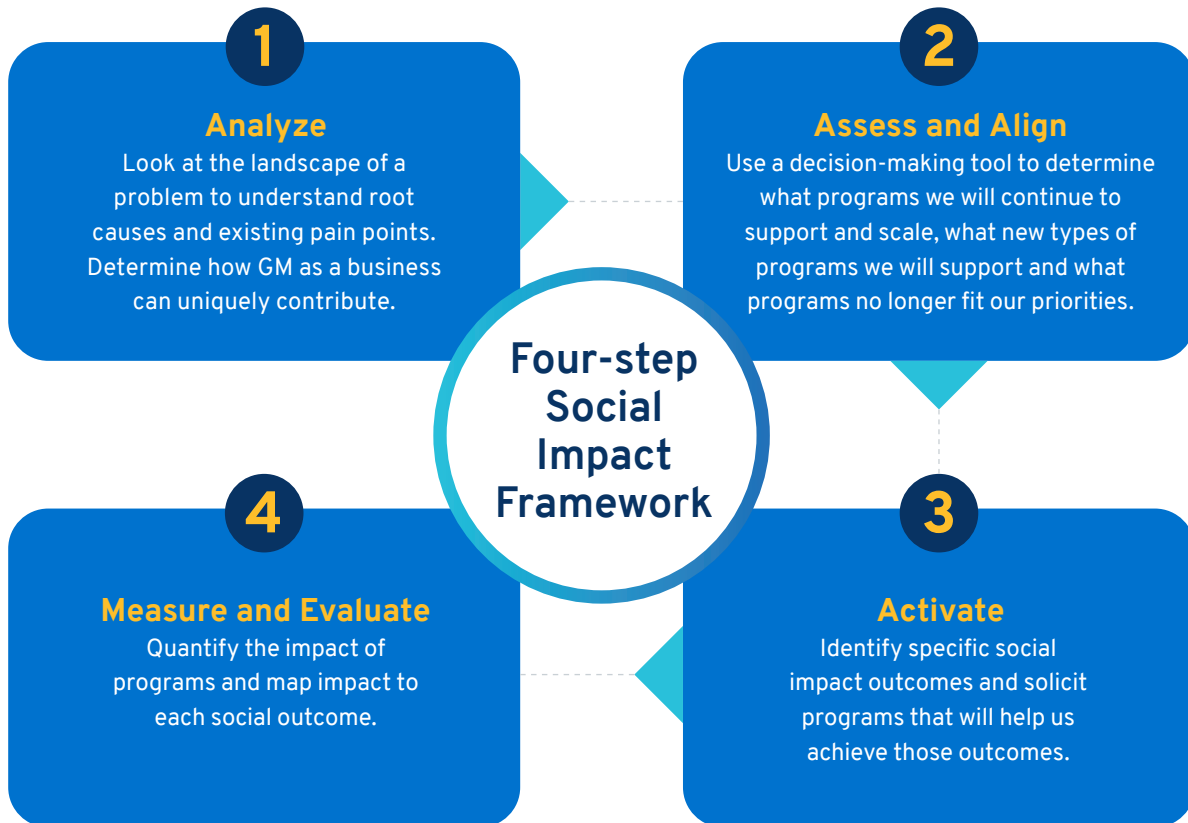 1
Analyze
Look at the landscape of a
problem to understand root
causes and existing pain points.
Determine how GM as a business
can uniquely contribute.
2
Assess and Align
Use a decision-making tool to determine
what programs we will continue to
support and scale, what new types of
programs we will support and what
programs no longer fit our priorities.
Four-step
Social
Impact
Framework
3
Activate
Identify specific social
impact outcomes and solicit
programs that will help us
achieve those outcomes.
4
Measure and Evaluate
Quantify the impact of
programs and map impact to
each social outcome.